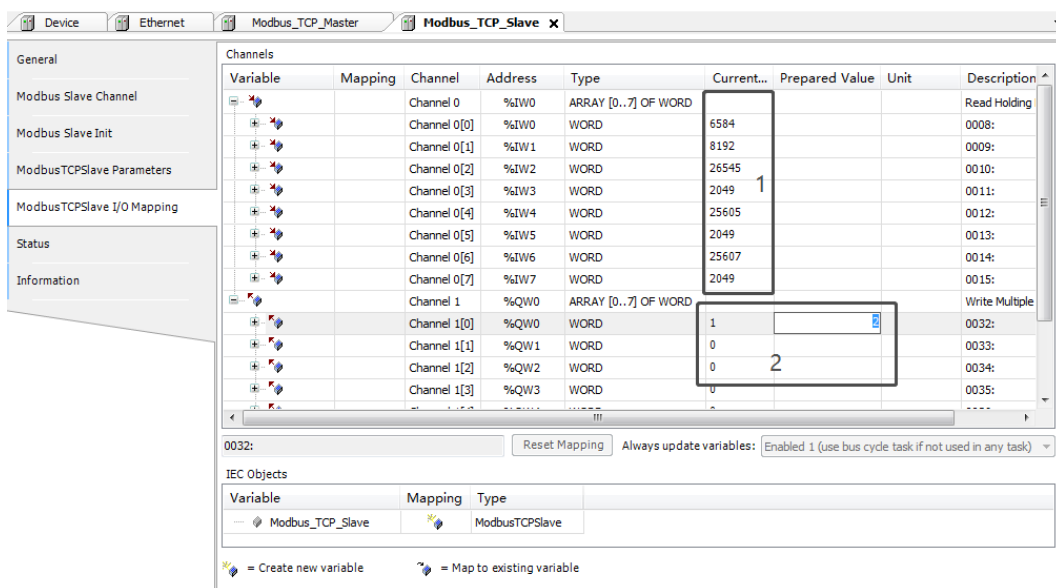 Device Ethernet Modbus_TCP_Master Modbus_TCP_Slave x
General
Modbus Slave Channel
Modbus Slave Init
ModbusTCPSlave Parameters
ModbusTCPSlave I/O Mapping
Status
Information
Channels
Variable Mapping Channel Address Type Current... Prepared Value Unit Description
Channel 0 %IW0 ARRAY [0..7] OF WORD Read Holding
Channel 0[0] %IW0 WORD 6584 0008:
Channel 0[1] %IW1 WORD 8192 0009:
Channel 0[2] %IW2 WORD 26545 0010:
Channel 0[3] %IW3 WORD 2049 1 0011:
Channel 0[4] %IW4 WORD 25605 0012:
Channel 0[5] %IW5 WORD 2049 0013:
Channel 0[6] %IW6 WORD 25607 0014:
Channel 0[7] %IW7 WORD 2049 0015:
Channel 1 %QW0 ARRAY [0..7] OF WORD Write Multiple
Channel 1[0] %QW0 WORD 1 2 0032:
Channel 1[1] %QW1 WORD 0 0033:
Channel 1[2] %QW2 WORD 0 2 0034:
Channel 1[3] %QW3 WORD 0 0035:
0032: Reset Mapping Always update variables: Enabled 1 (use bus cycle task if not used in any task)
IEC Objects
Variable Mapping Type
Modbus_TCP_Slave ModbusTCPSlave
= Create new variable = Map to existing variable